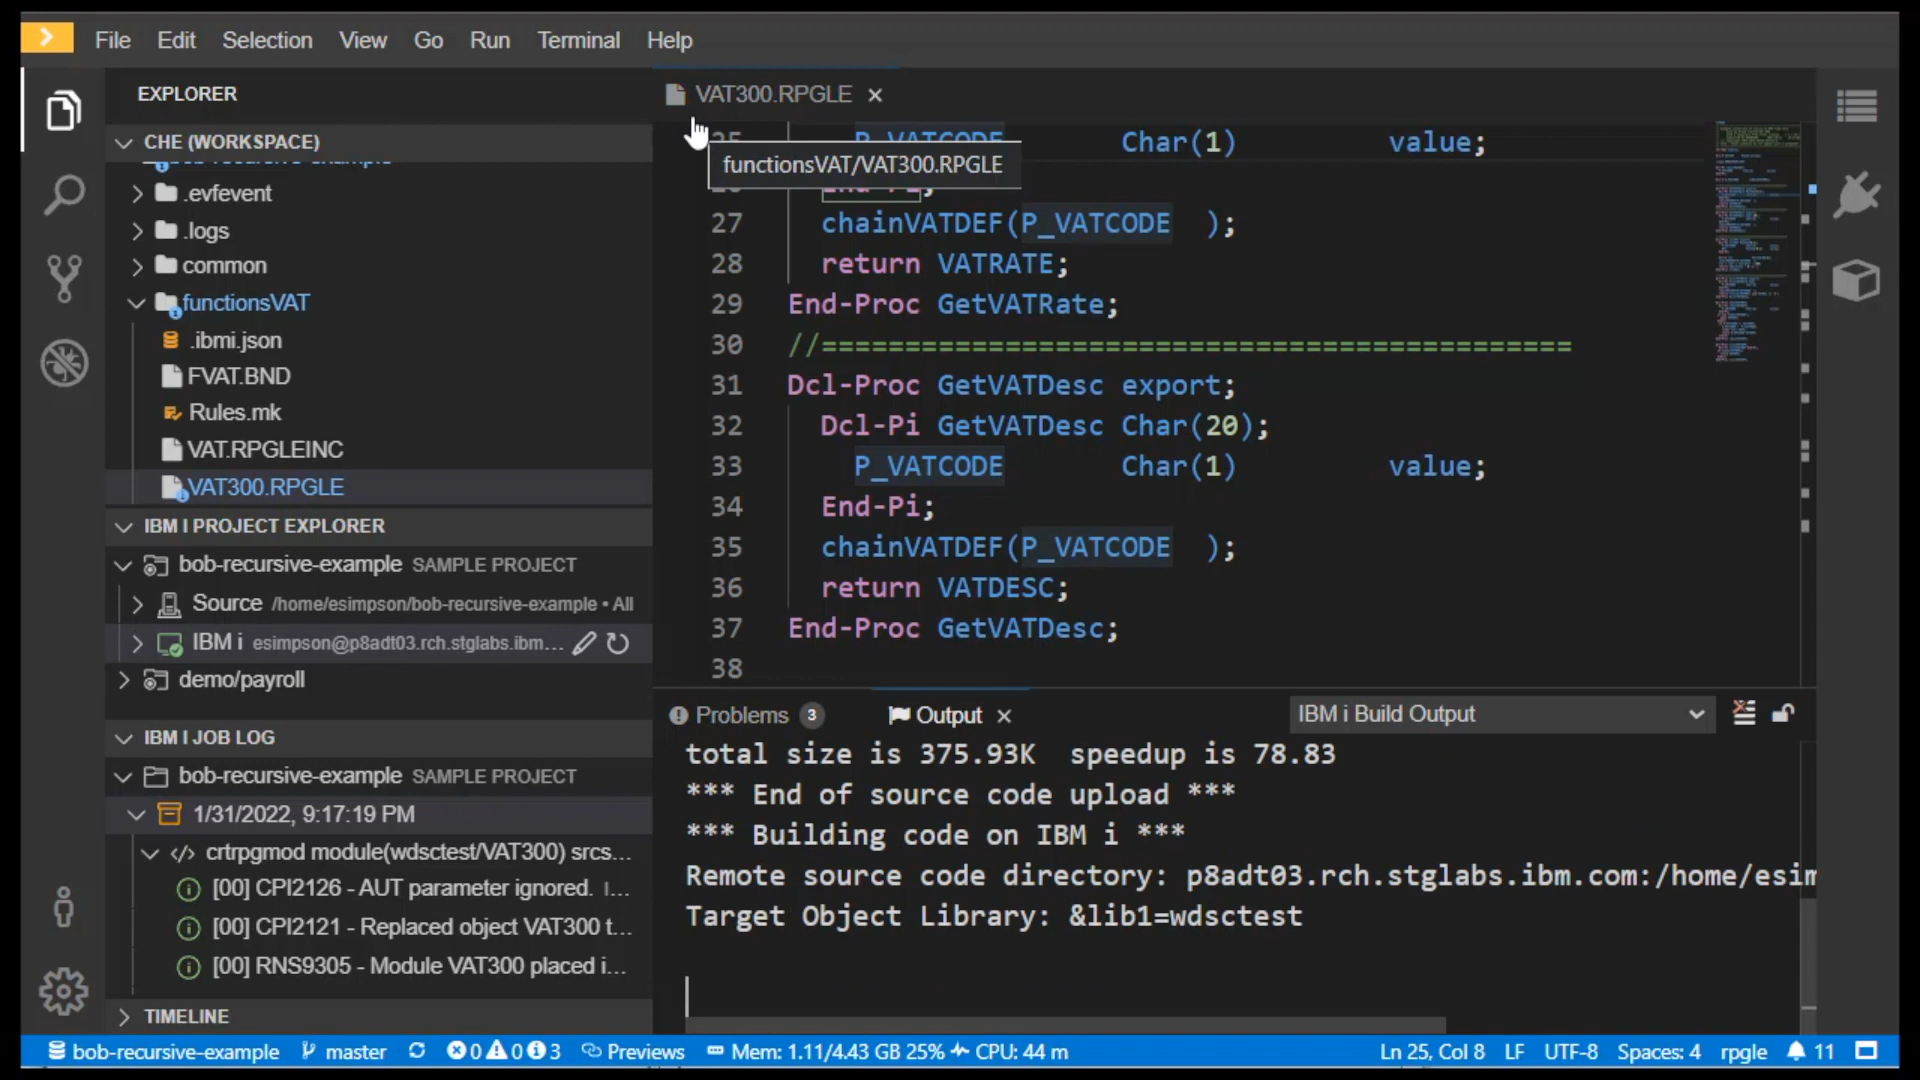 File Edit Selection View Go Run Terminal Help
EXPLORER
CHE (WORKSPACE)
bob-recursive-example
.evfevent
.logs
common
functionsVAT
.ibmi.json
FVAT.BND
Rules.mk
VAT.RPGLEINC
VAT300.RPGLE
IBM I PROJECT EXPLORER
bob-recursive-example SAMPLE PROJECT
Source /home/esimpson/bob-recursive-example • All
IBM i esimpson@p8adt03.rch.stglabs.ibm...
demo/payroll
IBM I JOB LOG
bob-recursive-example SAMPLE PROJECT
1/31/2022, 9:17:19 PM
crtrpgmod module(wdsctest/VAT300) srcs...
[00] CPI2126 - AUT parameter ignored. I...
[00] CPI2121 - Replaced object VAT300 t...
[00] RNS9305 - Module VAT300 placed i...
TIMELINE
VAT300.RPGLE
25 P_VATCODE Char(1) value;
functionsVAT/VAT300.RPGLE
26 End-Pi;
27 chainVATDEF(P_VATCODE );
28 return VATRATE;
29 End-Proc GetVATRate;
30 //=============================================
31 Dcl-Proc GetVATDesc export;
32 Dcl-Pi GetVATDesc Char(20);
33 P_VATCODE Char(1) value;
34 End-Pi;
35 chainVATDEF(P_VATCODE );
36 return VATDESC;
37 End-Proc GetVATDesc;
38
Problems 3 Output IBM i Build Output
total size is 375.93K speedup is 78.83
*** End of source code upload ***
*** Building code on IBM i ***
Remote source code directory: p8adt03.rch.stglabs.ibm.com:/home/esim
Target Object Library: &lib1=wdsctest
bob-recursive-example master 0 0 3 Previews Mem: 1.11/4.43 GB 25% CPU: 44 m Ln 25, Col 8 LF UTF-8 Spaces: 4 rpgle 11